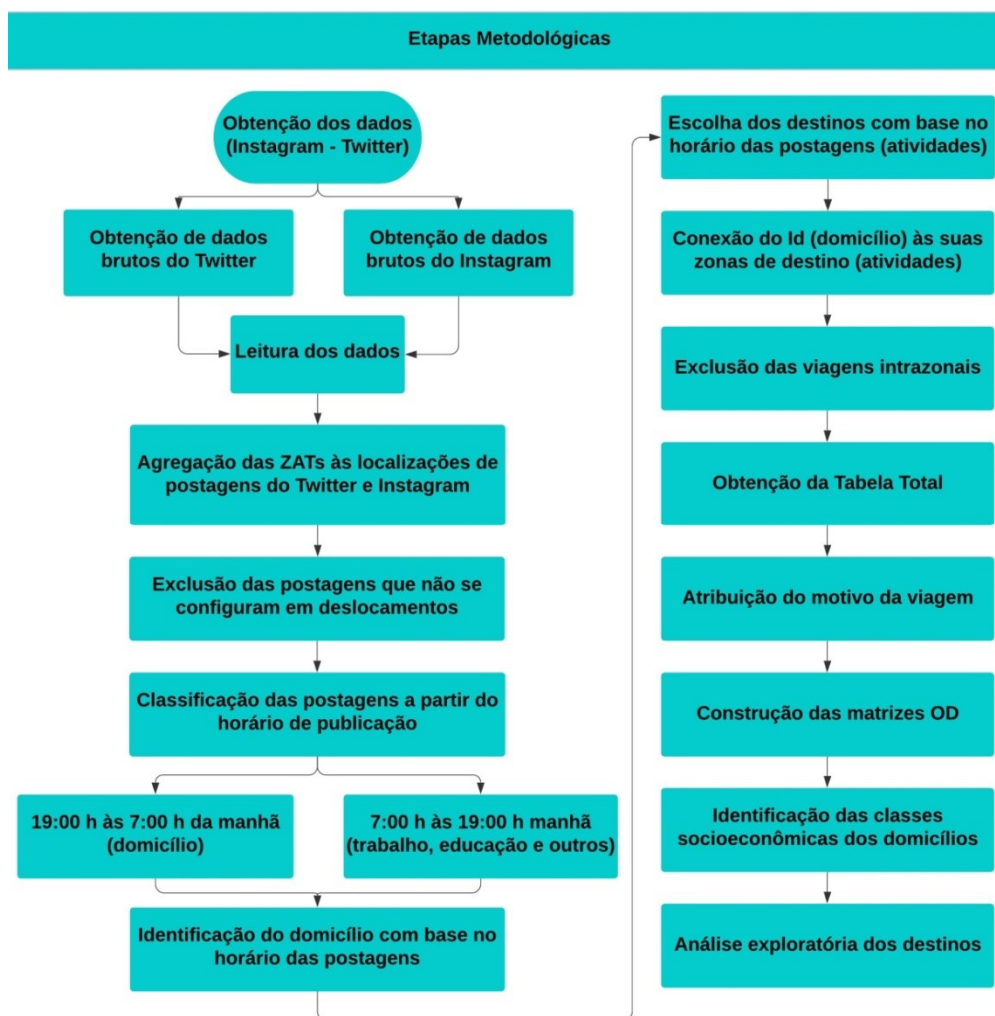 Etapas Metodológicas
Obtenção dos dados
(Instagram - Twitter)
Obtenção de dados
brutos do Twitter
Obtenção de dados
brutos do Instagram
Leitura dos dados
Agregação das ZATs às localizações de
postagens do Twitter e Instagram
Exclusão das postagens que não se
configuram em deslocamentos
Classificação das postagens a partir do
horário de publicação
19:00 h às 7:00 h da manhã
(domicílio)
7:00 h às 19:00 h manhã
(trabalho, educação e outros)
Identificação do domicílio com base no
horário das postagens
Escolha dos destinos com base no
horário das postagens (atividades)
Conexão do Id (domicílio) às suas
zonas de destino (atividades)
Exclusão das viagens intrazonais
Obtenção da Tabela Total
Atribuição do motivo da viagem
Construção das matrizes OD
Identificação das classes
socioeconômicas dos domicílios
Análise exploratória dos destinos